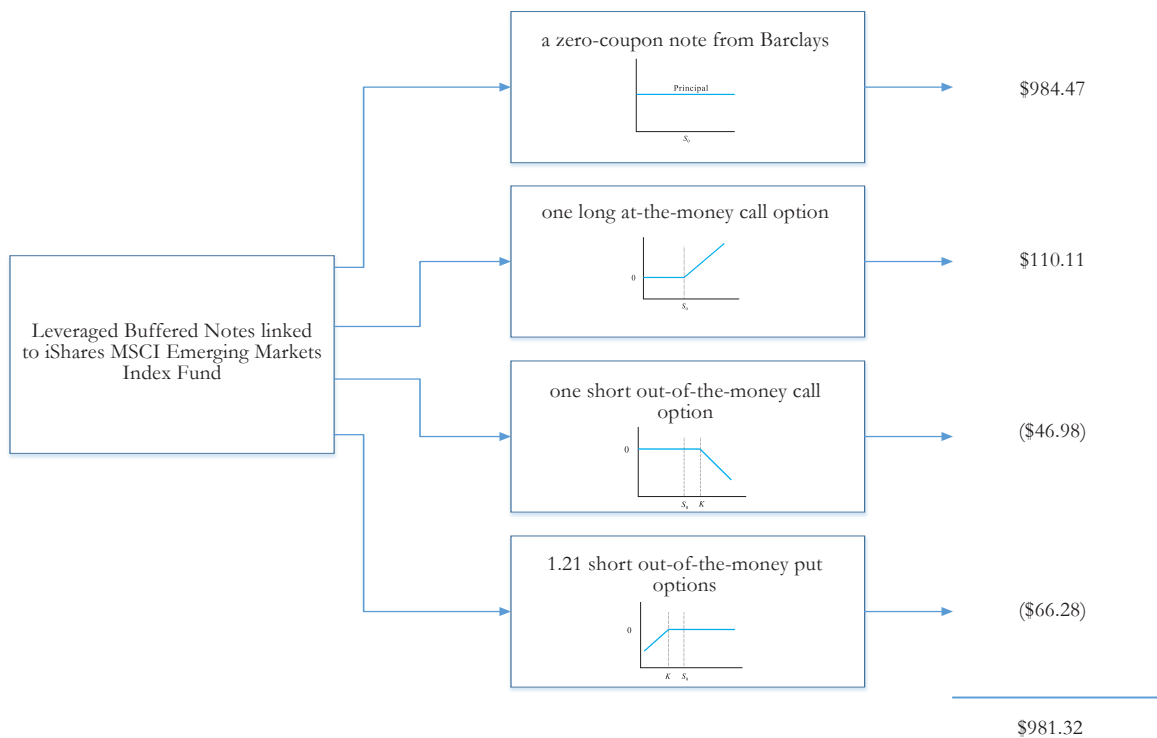 a zero-coupon note from Barclays
Principal
S₀
$984.47
one long at-the-money call option
0
S₀
$110.11
Leveraged Buffered Notes linked
to iShares MSCI Emerging Markets
Index Fund
one short out-of-the-money call
option
0
S₀ K
($46.98)
1.21 short out-of-the-money put
options
0
K S₀
($66.28)
$981.32